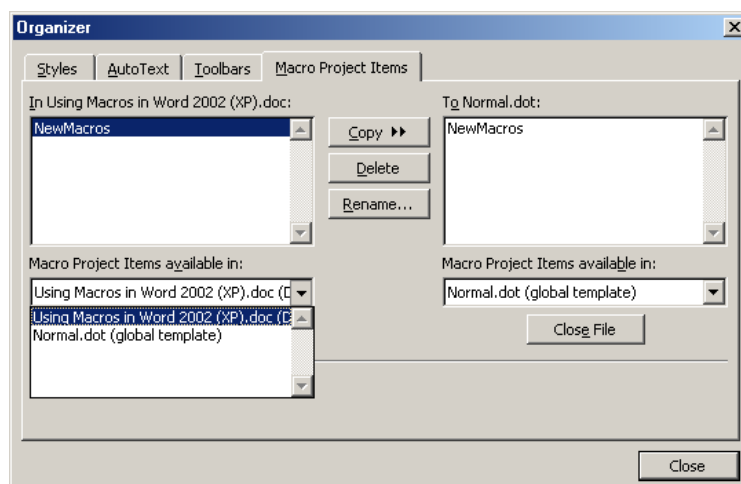 Organizer
Styles AutoText Toolbars Macro Project Items
In Using Macros in Word 2002 (XP).doc: To Normal.dot:
NewMacros NewMacros
Copy
Delete
Rename...
Macro Project Items available in: Macro Project Items available in:
Using Macros in Word 2002 (XP).doc (D Normal.dot (global template)
Using Macros in Word 2002 (XP).doc (D
Normal.dot (global template)
Close File
Close